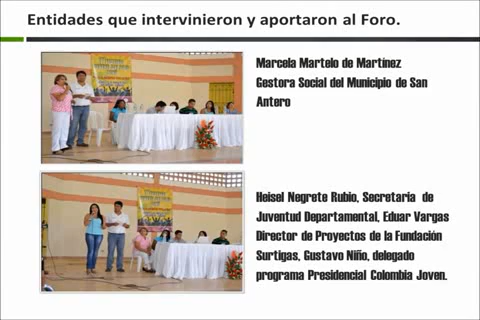 Entidades que intervinieron y aportaron al Foro.
Marcela Martelo de Martínez
Gestora Social del Municipio de San
Antero
Heisel Negrete Rubio, Secretaria de
Juventud Departamental, Eduar Vargas
Director de Proyectos de la Fundación
Surtigas, Gustavo Niño, delegado
programa Presidencial Colombia Joven.